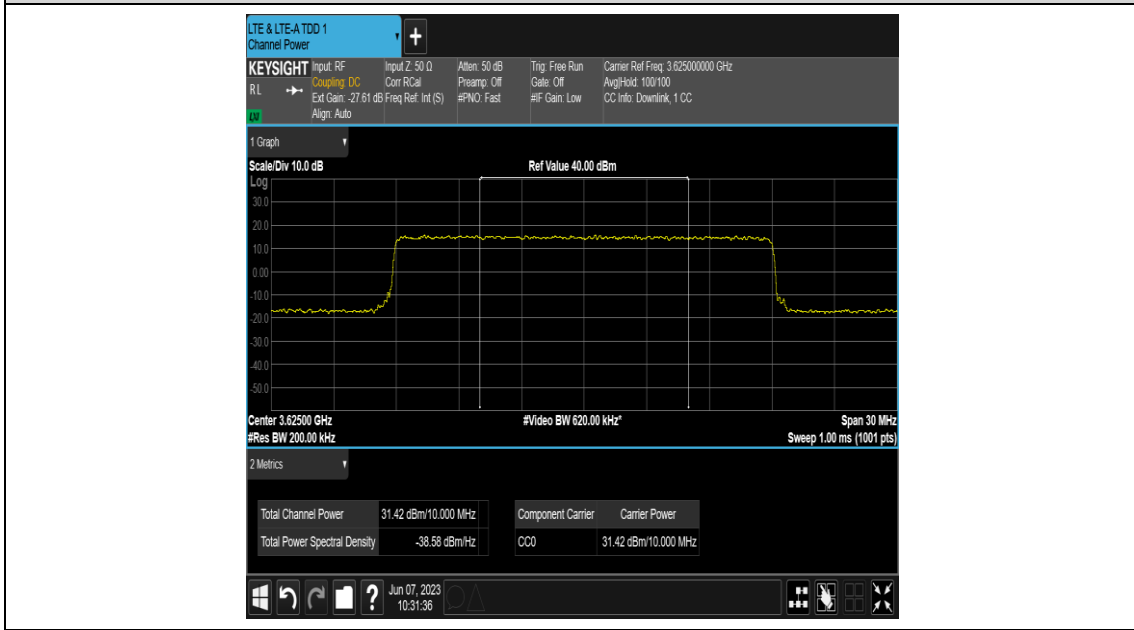 LTE & LTE-A TDD 1
Channel Power
KEYSIGHT
RL
LXI
Input: RF
Coupling: DC
Ext Gain: -27.61 dB
Align: Auto
Input Z: 50 Ω
Corr RCal
Freq Ref: Int (S)
Atten: 50 dB
Preamp: Off
#PNO: Fast
Trig: Free Run
Gate: Off
#IF Gain: Low
Carrier Ref Freq: 3.625000000 GHz
Avg|Hold: 100/100
CC Info: Downlink, 1 CC
1 Graph
Scale/Div 10.0 dB
Ref Value 40.00 dBm
Log
30.0
20.0
10.0
0.00
-10.0
-20.0
-30.0
-40.0
-50.0
Center 3.62500 GHz
#Video BW 620.00 kHz*
Span 30 MHz
#Res BW 200.00 kHz
Sweep 1.00 ms (1001 pts)
2 Metrics
Total Channel Power 31.42 dBm/10.000 MHz
Total Power Spectral Density -38.58 dBm/Hz
Component Carrier Carrier Power
CC0 31.42 dBm/10.000 MHz
?
Jun 07, 2023
10:31:36